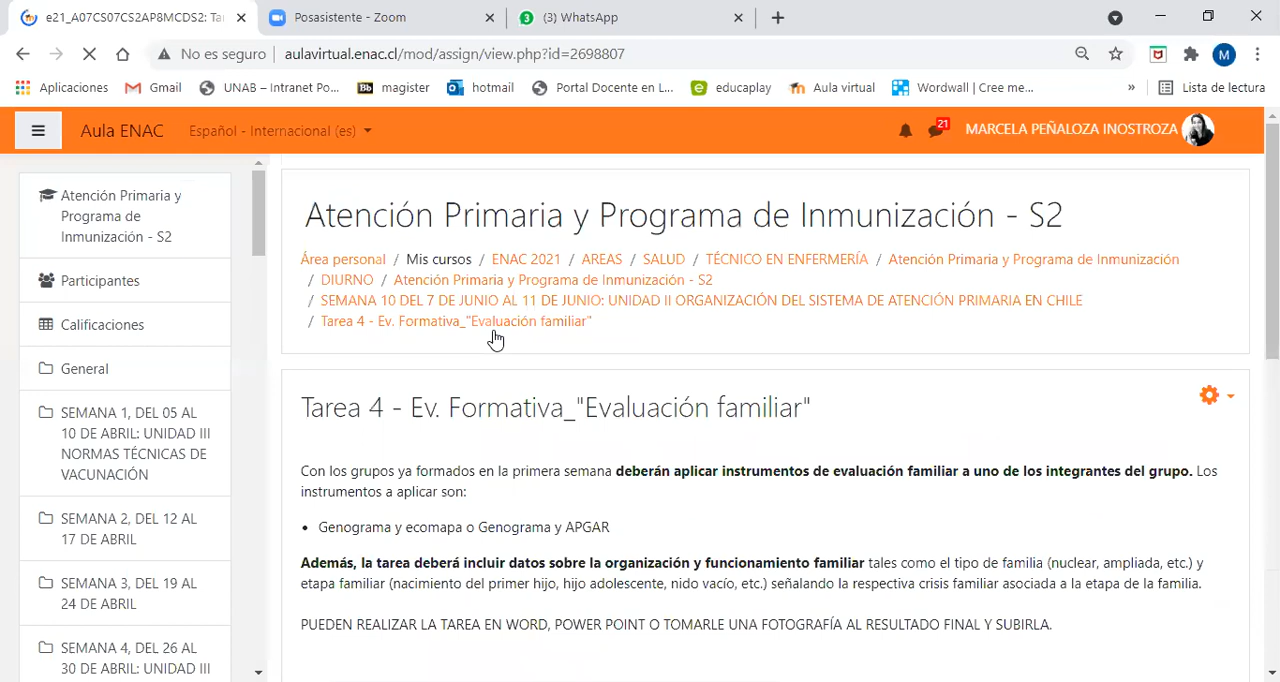 e21_A07CS07CS2AP8MCDS2: Ta
Posasistente - Zoom
(3) WhatsApp
No es seguro
aulavirtual.enac.cl/mod/assign/view.php?id=2698807
M
Aplicaciones
Gmail
UNAB – Intranet Po...
Bb magister
hotmail
Portal Docente en L...
educaplay
Aula virtual
Wordwall | Cree me...
»
Lista de lectura
Aula ENAC
Español - Internacional (es)
21
MARCELA PEÑALOZA INOSTROZA
Atención Primaria y
Programa de
Inmunización - S2
Participantes
Calificaciones
General
SEMANA 1, DEL 05 AL
10 DE ABRIL: UNIDAD III
NORMAS TÉCNICAS DE
VACUNACIÓN
SEMANA 2, DEL 12 AL
17 DE ABRIL
SEMANA 3, DEL 19 AL
24 DE ABRIL
SEMANA 4, DEL 26 AL
30 DE ABRIL: UNIDAD III
Atención Primaria y Programa de Inmunización - S2
Área personal / Mis cursos / ENAC 2021 / AREAS / SALUD / TÉCNICO EN ENFERMERÍA / Atención Primaria y Programa de Inmunización
/ DIURNO / Atención Primaria y Programa de Inmunización - S2
/ SEMANA 10 DEL 7 DE JUNIO AL 11 DE JUNIO: UNIDAD II ORGANIZACIÓN DEL SISTEMA DE ATENCIÓN PRIMARIA EN CHILE
/ Tarea 4 - Ev. Formativa_"Evaluación familiar"
Tarea 4 - Ev. Formativa_"Evaluación familiar"
Con los grupos ya formados en la primera semana deberán aplicar instrumentos de evaluación familiar a uno de los integrantes del grupo. Los
instrumentos a aplicar son:
• Genograma y ecomapa o Genograma y APGAR
Además, la tarea deberá incluir datos sobre la organización y funcionamiento familiar tales como el tipo de familia (nuclear, ampliada, etc.) y
etapa familiar (nacimiento del primer hijo, hijo adolescente, nido vacío, etc.) señalando la respectiva crisis familiar asociada a la etapa de la familia.
PUEDEN REALIZAR LA TAREA EN WORD, POWER POINT O TOMARLE UNA FOTOGRAFÍA AL RESULTADO FINAL Y SUBIRLA.